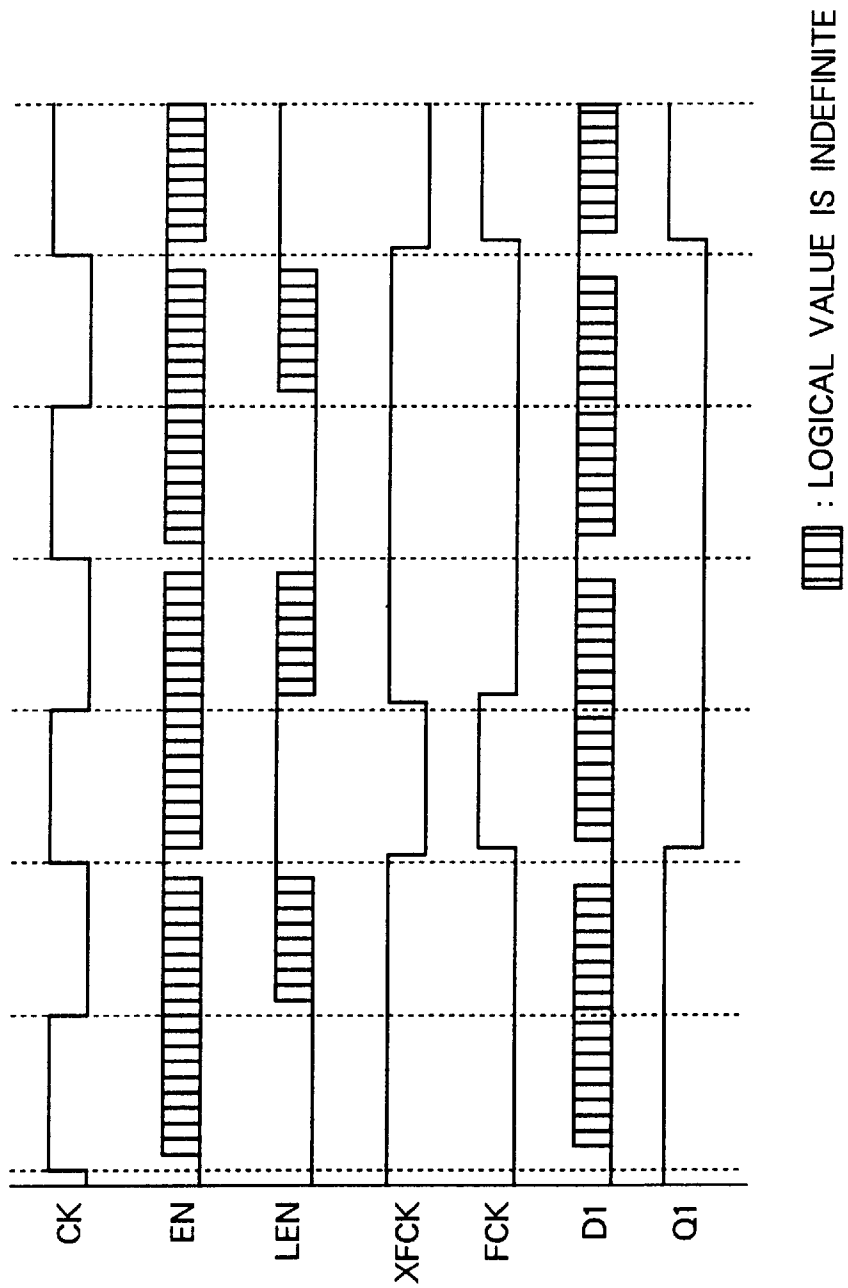 CK
EN
LEN
XFCK
FCK
D1
Q1
: LOGICAL VALUE IS INDEFINITE